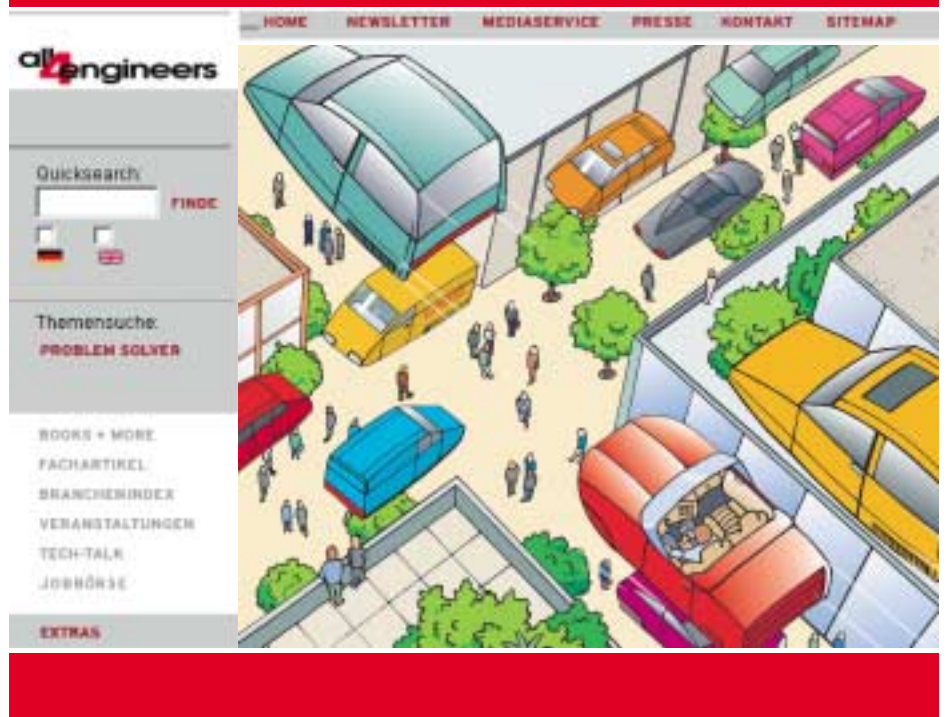 HOME NEWSLETTER MEDIASERVICE PRESSE KONTAKT SITEMAP
all4engineers
Quicksearch:
FINDE
Themensuche:
PROBLEM SOLVER
BOOKS + MORE
FACHARTIKEL
BRANCHENINDEX
VERANSTALTUNGEN
TECH-TALK
JOBBÖRSE
EXTRAS